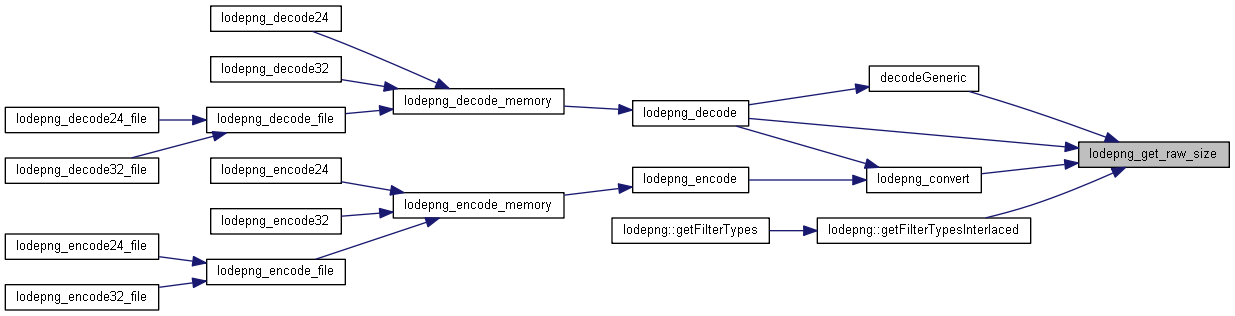 lodepng_decode24
lodepng_decode32
lodepng_decode24_file
lodepng_decode32_file
lodepng_decode_file
lodepng_decode_memory
lodepng_decode
decodeGeneric
lodepng_get_raw_size
lodepng_convert
lodepng_encode
lodepng_encode24
lodepng_encode32
lodepng_encode_memory
lodepng::getFilterTypes
lodepng::getFilterTypesInterlaced
lodepng_encode24_file
lodepng_encode32_file
lodepng_encode_file